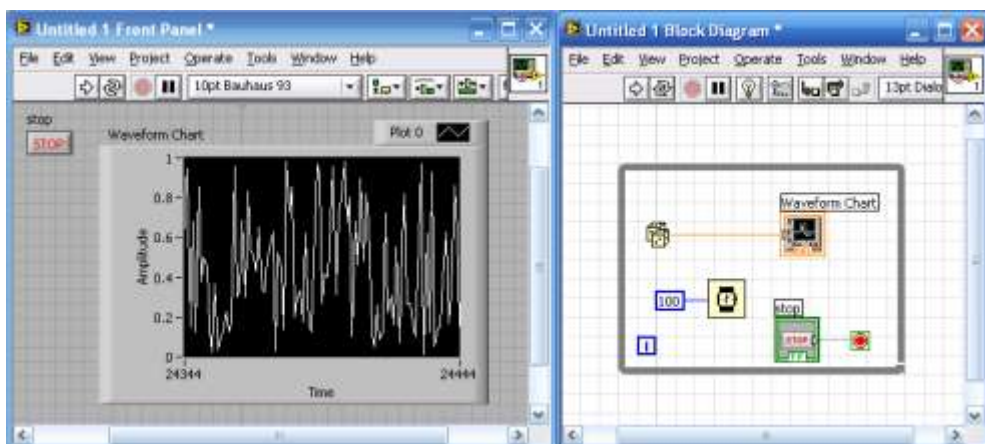 Untitled 1 Front Panel *
File Edit View Project Operate Tools Window Help
10pt Bauhaus 93
1
stop
STOP
Waveform Chart
Plot 0
Amplitude
1
0.8
0.6
0.4
0.2
0
24344
24444
Time
Untitled 1 Block Diagram *
File Edit View Project Operate Tools Window Help
13pt Dialo
1
Waveform Chart
100
stop
STOP
i